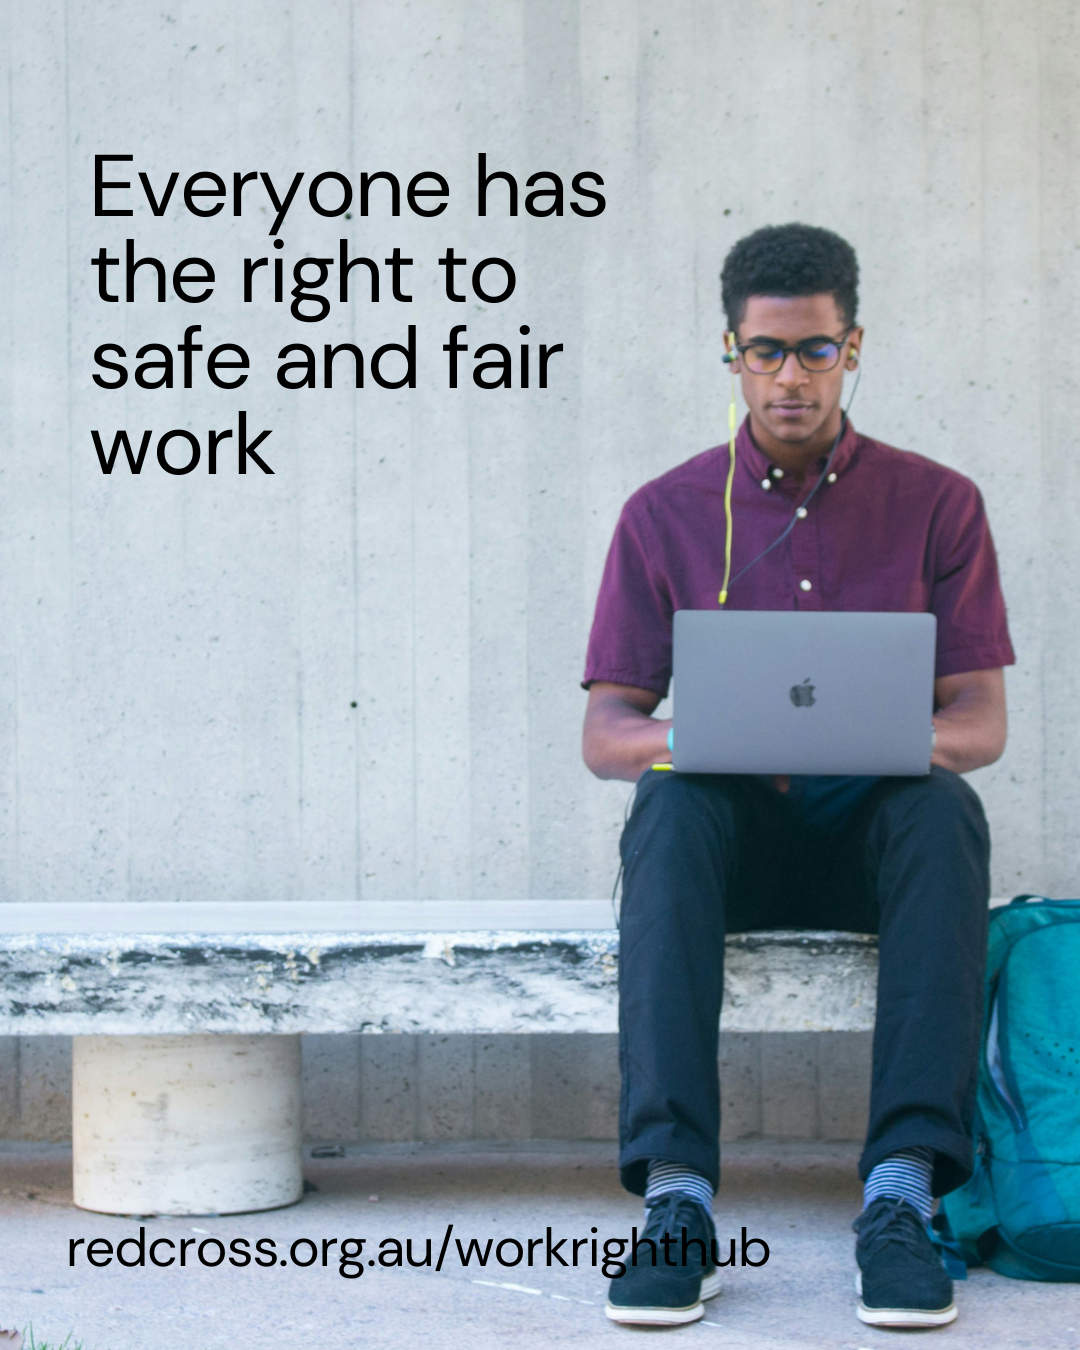 Everyone has
the right to
safe and fair
work
redcross.org.au/workrighthub